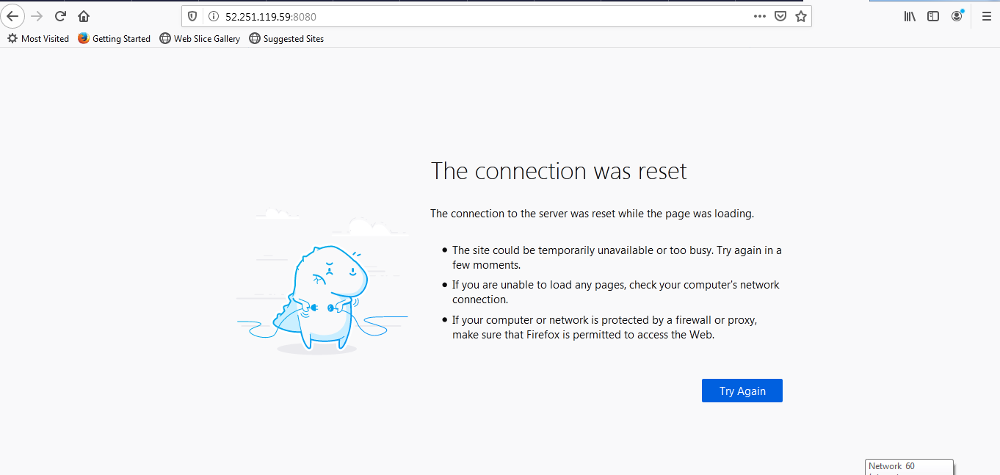 52.251.119.59:8080
Most Visited Getting Started Web Slice Gallery Suggested Sites
The connection was reset
The connection to the server was reset while the page was loading.
The site could be temporarily unavailable or too busy. Try again in a
few moments.
If you are unable to load any pages, check your computer's network
connection.
If your computer or network is protected by a firewall or proxy,
make sure that Firefox is permitted to access the Web.
Try Again
Network 60